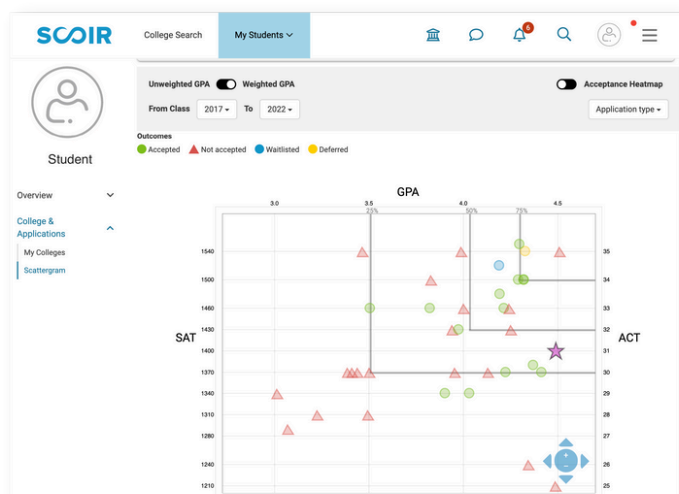 SCOIR College Search My Students 6
Unweighted GPA Weighted GPA Acceptance Heatmap
From Class 2017 To 2022 Application type
Outcomes
Accepted Not accepted Waitlisted Deferred
Student
Overview
College &
Applications
My Colleges
Scattergram
GPA
3.0 3.5 4.0 4.5
25% 50% 75%
1540 35
1500 34
1460 33
1430 32
SAT ACT
1400 31
1370 30
1340 29
1310 28
1280 27
1240 26
1210 25
+
-